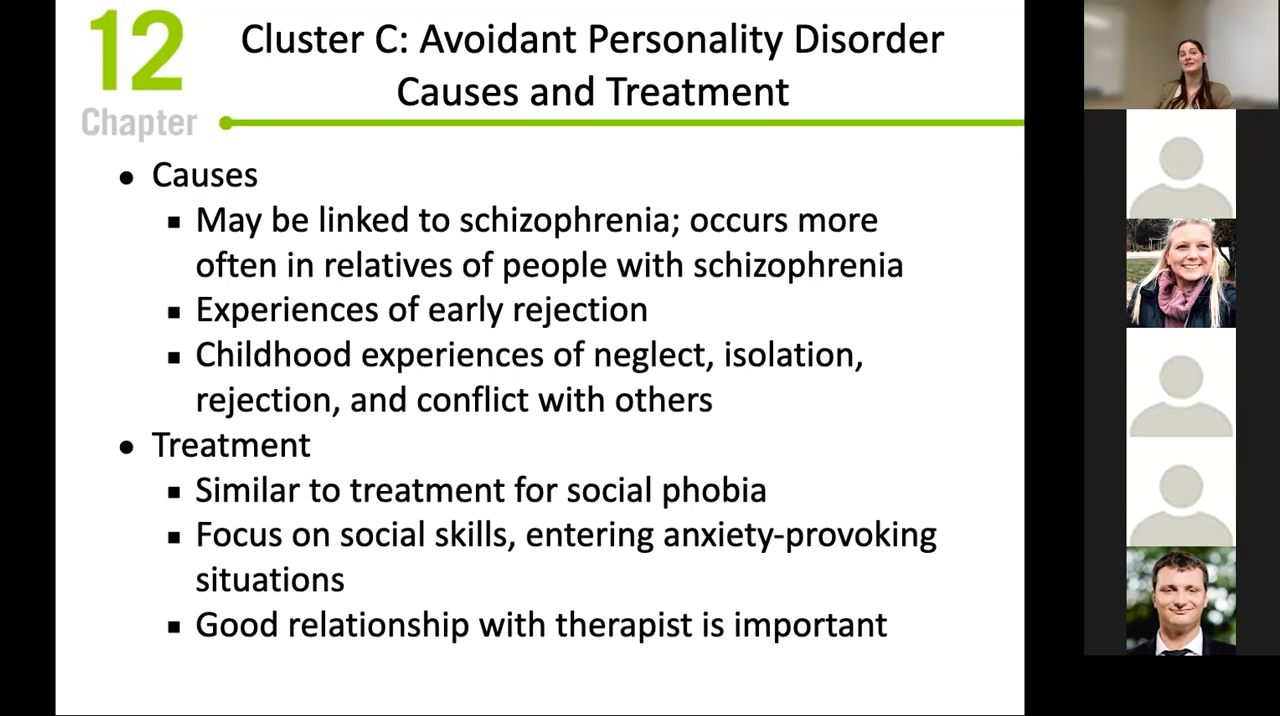 12
Chapter
Cluster C: Avoidant Personality Disorder
Causes and Treatment
• Causes
▪ May be linked to schizophrenia; occurs more
often in relatives of people with schizophrenia
▪ Experiences of early rejection
▪ Childhood experiences of neglect, isolation,
rejection, and conflict with others
• Treatment
▪ Similar to treatment for social phobia
▪ Focus on social skills, entering anxiety-provoking
situations
▪ Good relationship with therapist is important